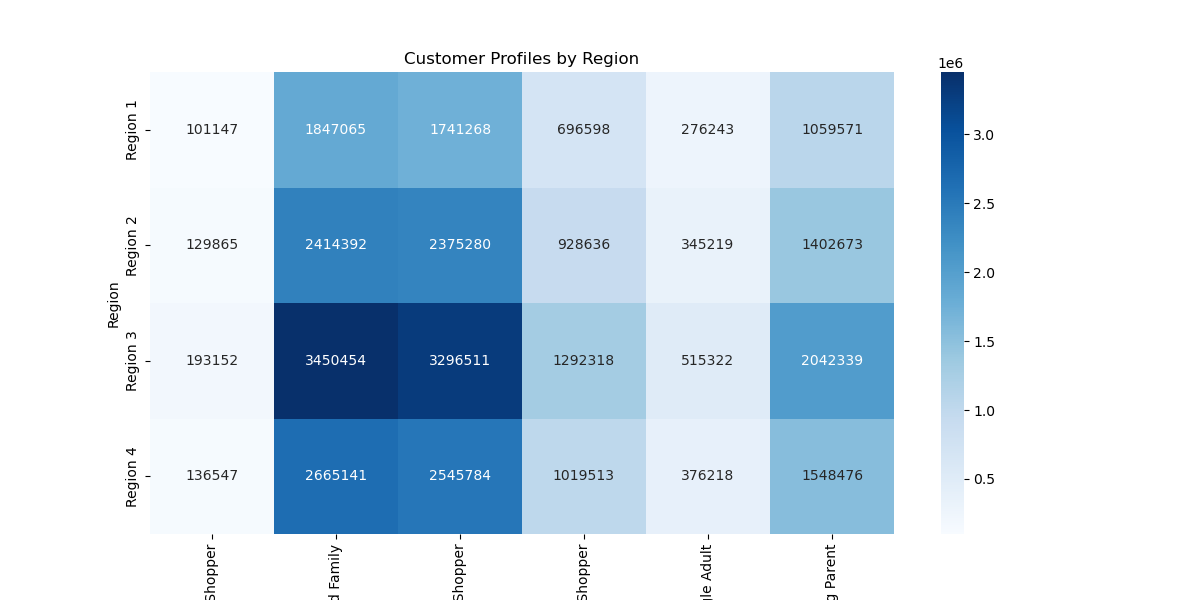 Customer Profiles by Region
1e6
Region 1
101147 1847065 1741268 696598 276243 1059571
3.0
Region 2
129865 2414392 2375280 928636 345219 1402673
2.5
2.0
Region
Region 3
193152 3450454 3296511 1292318 515322 2042339
1.5
1.0
Region 4
136547 2665141 2545784 1019513 376218 1548476
0.5
Shopper
Family
Shopper
Shopper
Adult
Parent